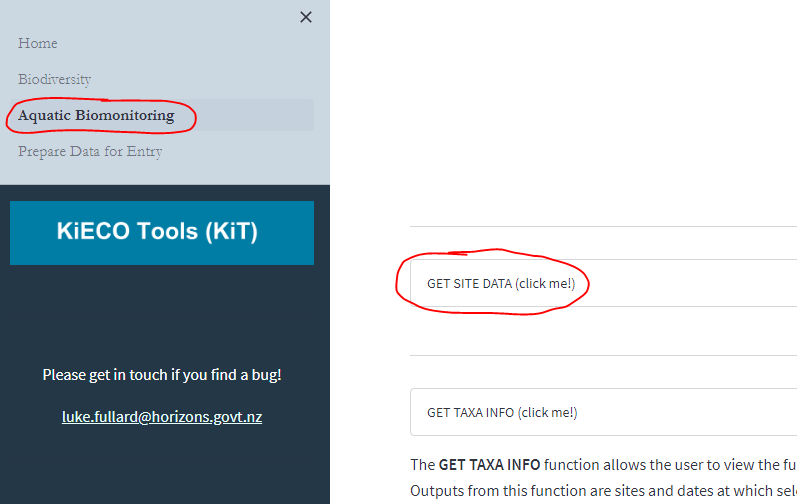 Home
Biodiversity
Aquatic Biomonitoring
Prepare Data for Entry
KiECO Tools (KiT)
Please get in touch if you find a bug!
luke.fullard@horizons.govt.nz
GET SITE DATA (click me!)
GET TAXA INFO (click me!)
The GET TAXA INFO function allows the user to view the fu
Outputs from this function are sites and dates at which sel